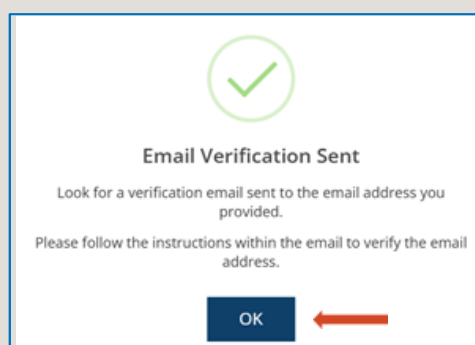 Email Verification Sent
Look for a verification email sent to the email address you
provided.
Please follow the instructions within the email to verify the email
address.
OK